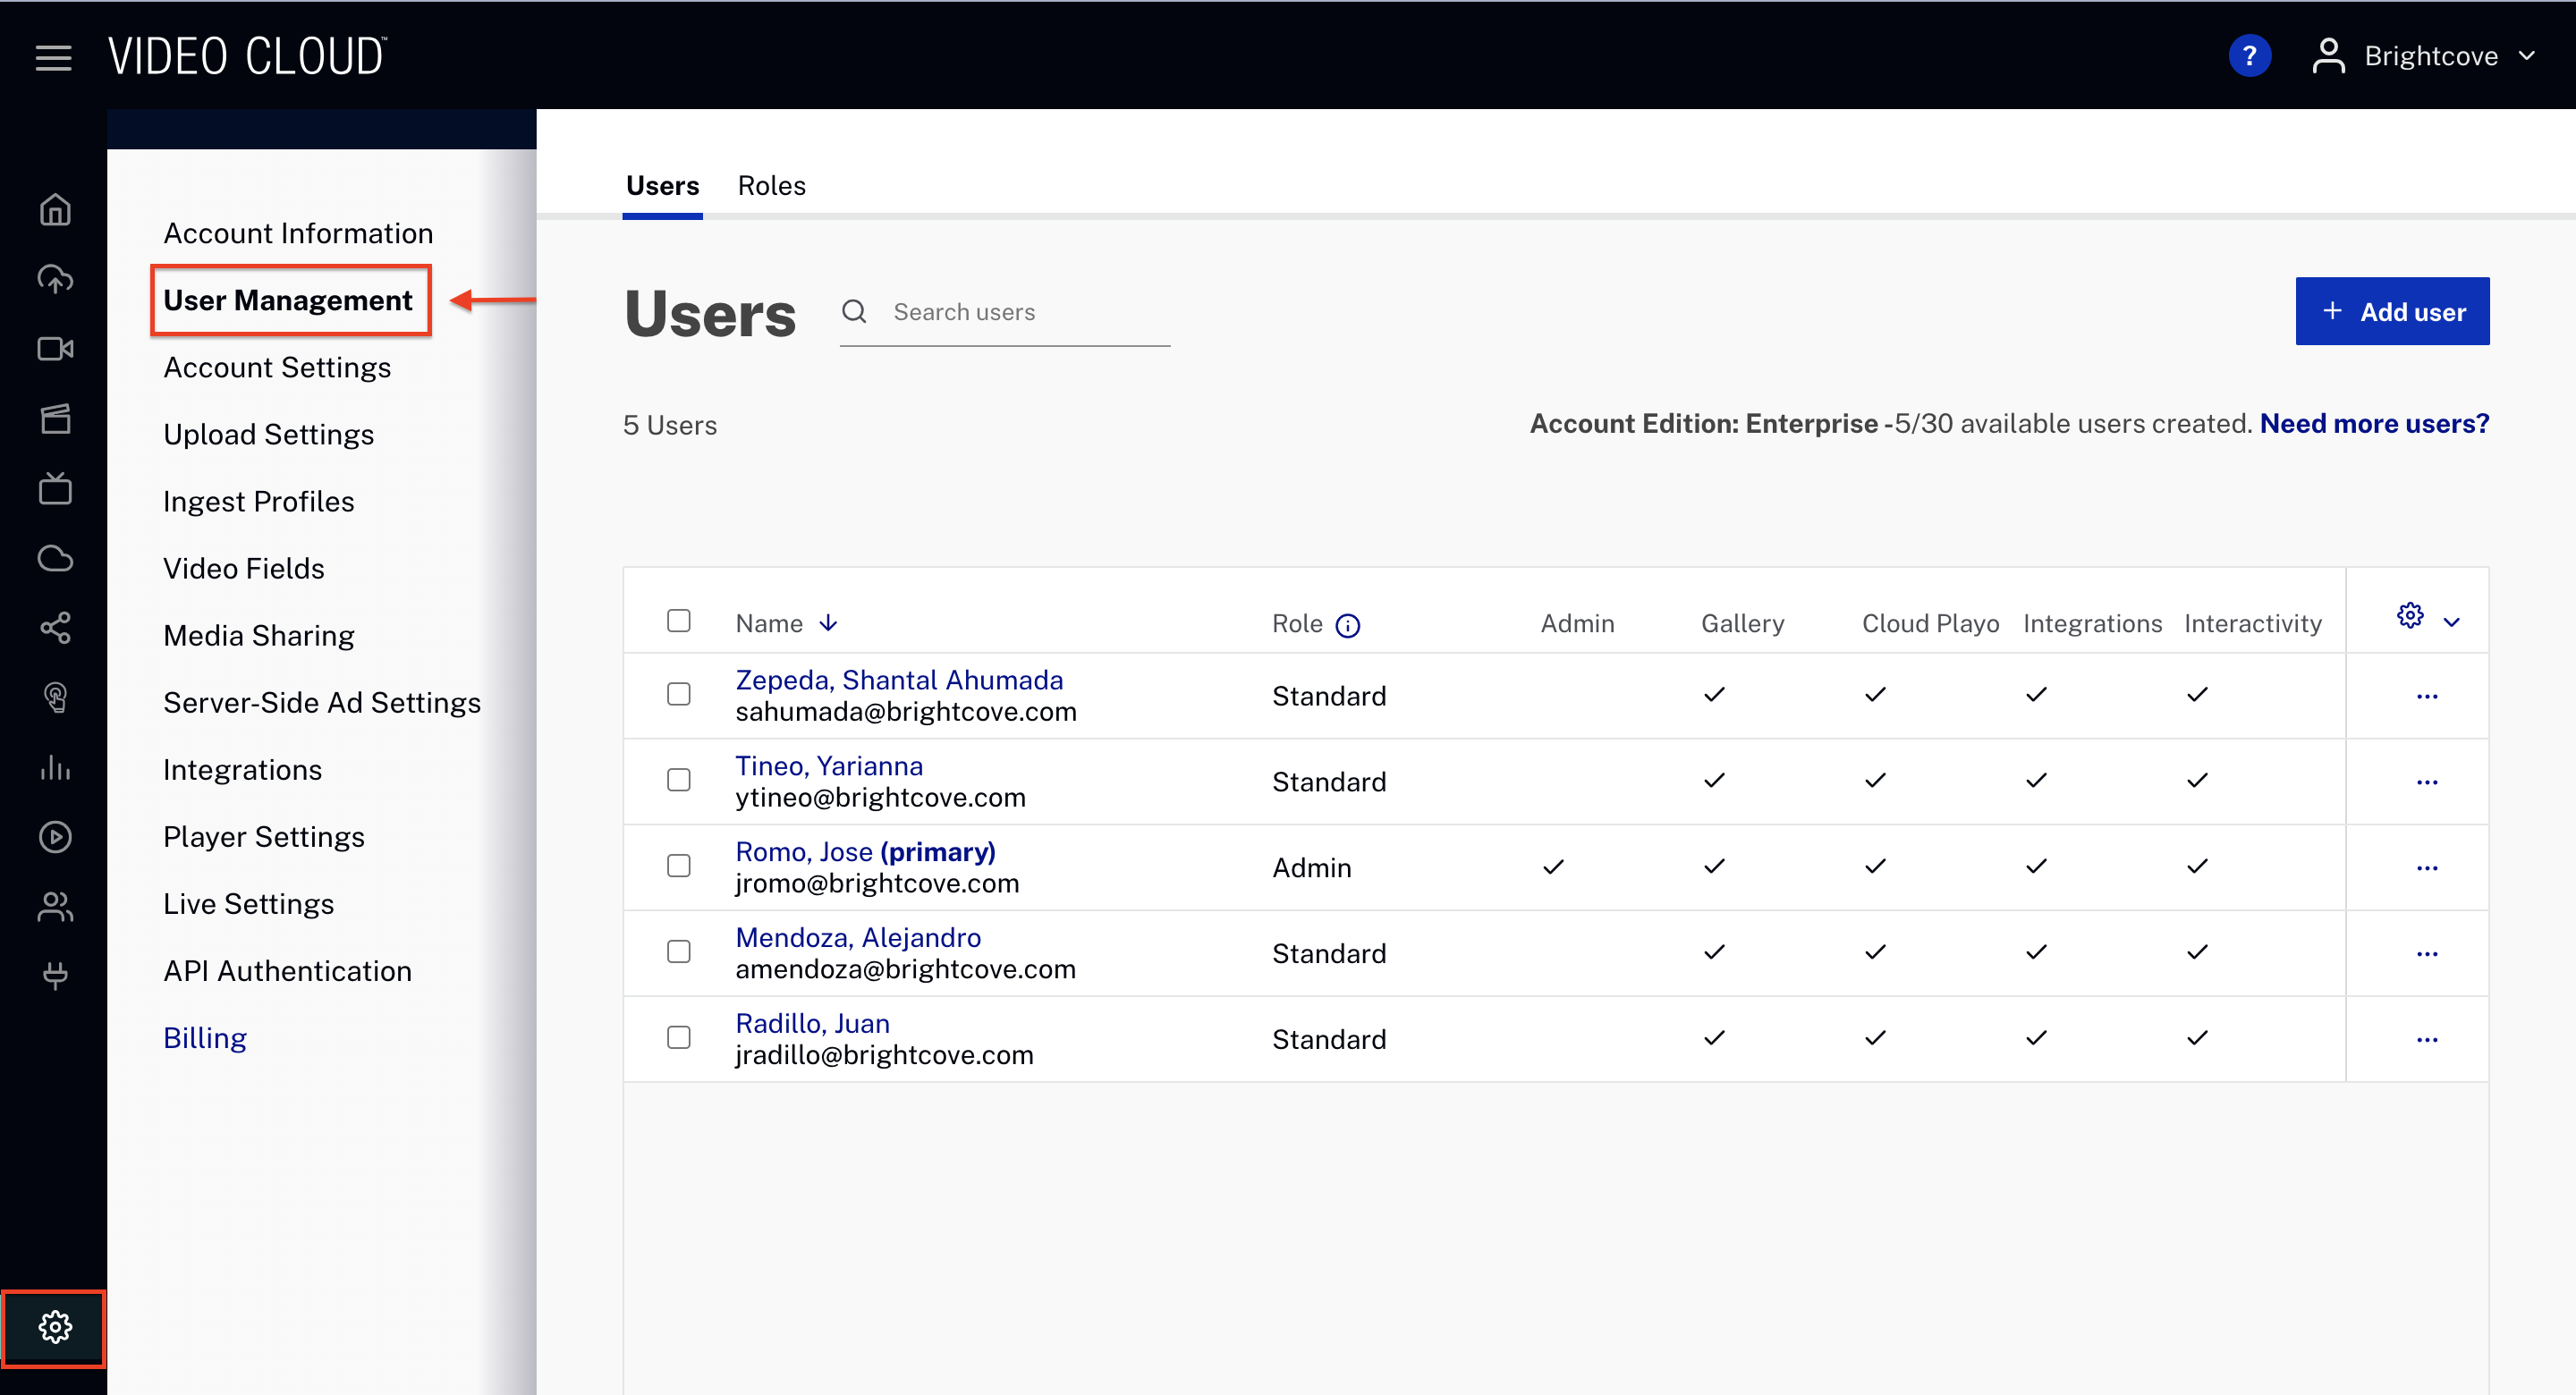 VIDEO CLOUD™
?
Brightcove
Account Information
User Management
Account Settings
Upload Settings
Ingest Profiles
Video Fields
Media Sharing
Server-Side Ad Settings
Integrations
Player Settings
Live Settings
API Authentication
Billing
Users Roles
Users Search users + Add user
5 Users Account Edition: Enterprise -5/30 available users created. Need more users?
Name Role Admin Gallery Cloud Playo Integrations Interactivity
Zepeda, Shantal Ahumada
sahumada@brightcove.com
Standard
Tineo, Yarianna
ytineo@brightcove.com
Standard
Romo, Jose (primary)
jromo@brightcove.com
Admin
Mendoza, Alejandro
amendoza@brightcove.com
Standard
Radillo, Juan
jradillo@brightcove.com
Standard